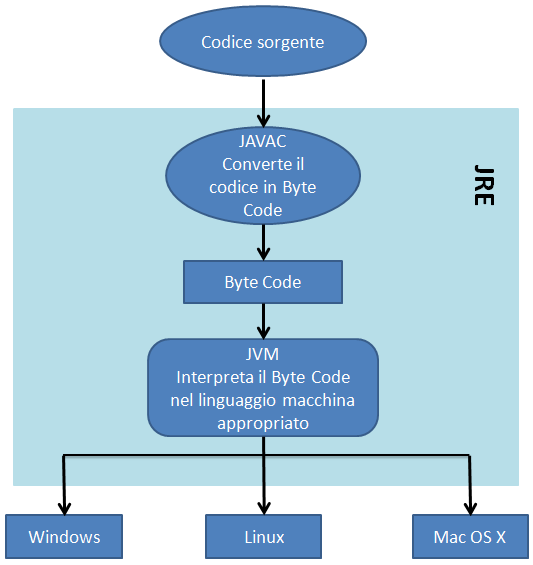 Codice sorgente
JAVAC
Converte il
codice in Byte
Code
JRE
Byte Code
JVM
Interpreta il Byte Code
nel linguaggio macchina
appropriato
Windows
Linux
Mac OS X